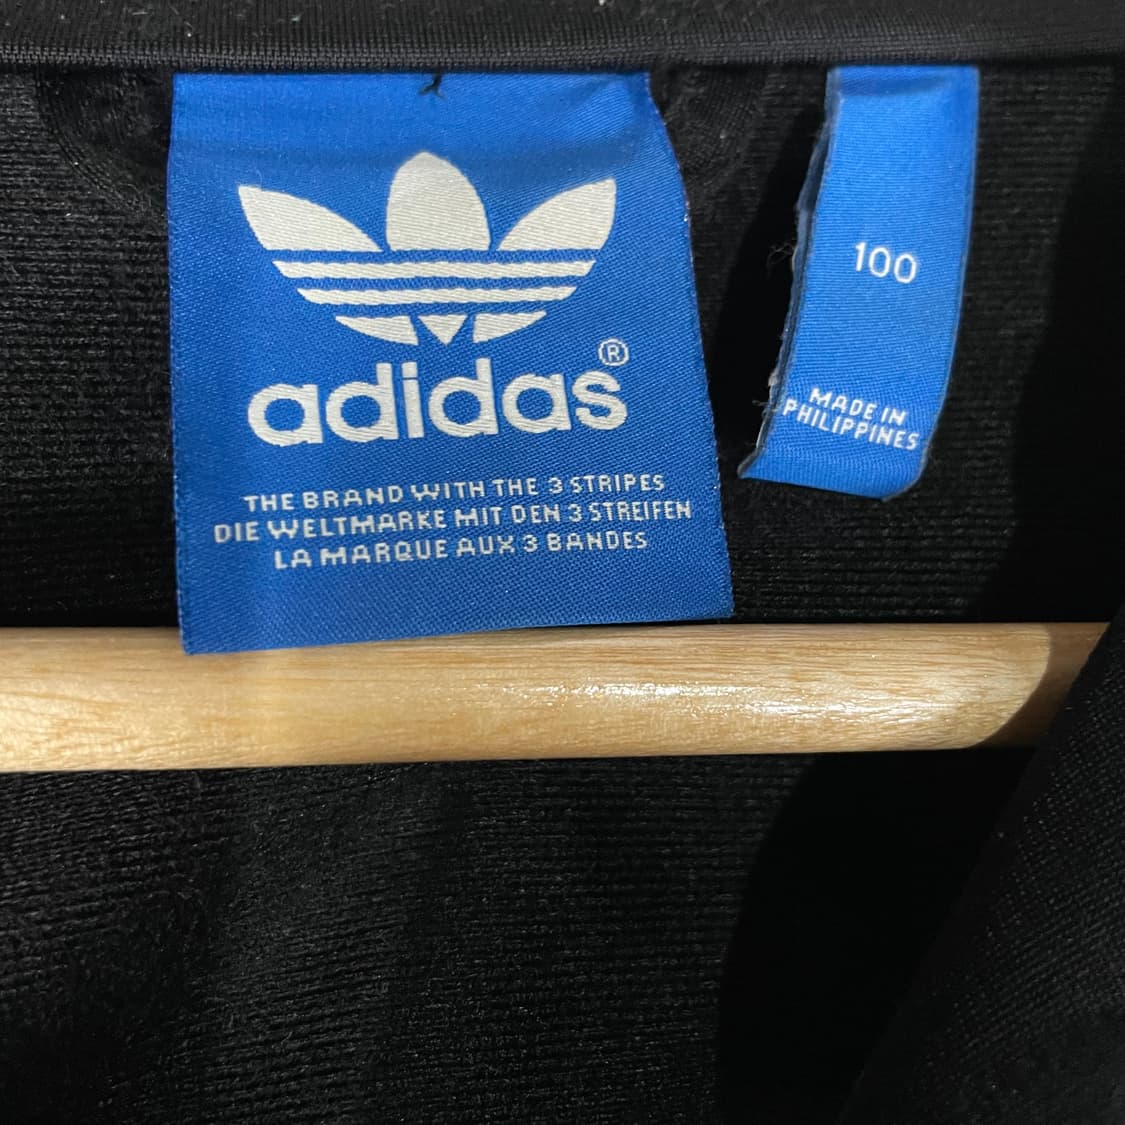 adidas®
THE BRAND WITH THE 3 STRIPES
DIE WELTMARKE MIT DEN 3 STREIFEN
LA MARQUE AUX 3 BANDES
100
MADE IN
PHILIPPINES